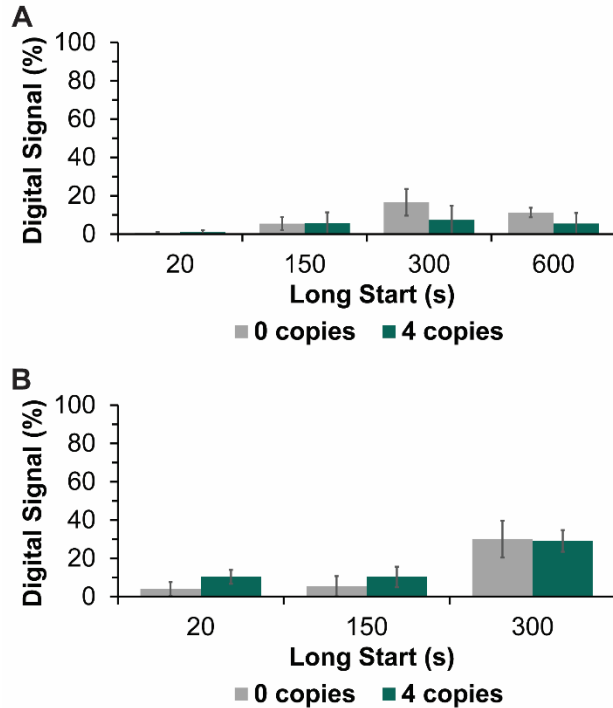 A
Digital Signal (%)
100
80
60
40
20
0
20 150 300 600
Long Start (s)
0 copies 4 copies
B
Digital Signal (%)
100
80
60
40
20
0
20 150 300
Long Start (s)
0 copies 4 copies